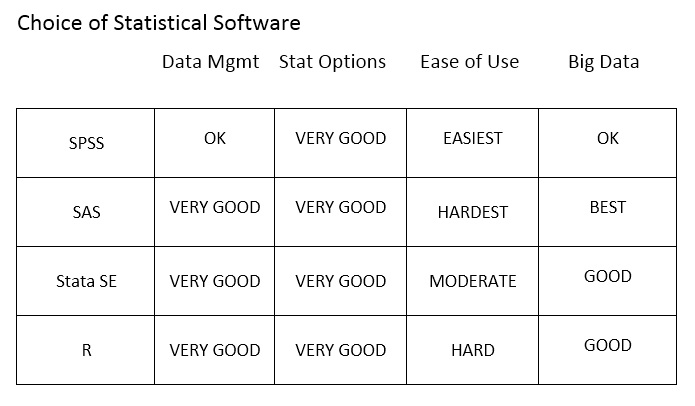 Choice of Statistical Software
Data Mgmt Stat Options Ease of Use Big Data
SPSS OK VERY GOOD EASIEST OK
SAS VERY GOOD VERY GOOD HARDEST BEST
Stata SE VERY GOOD VERY GOOD MODERATE GOOD
R VERY GOOD VERY GOOD HARD GOOD